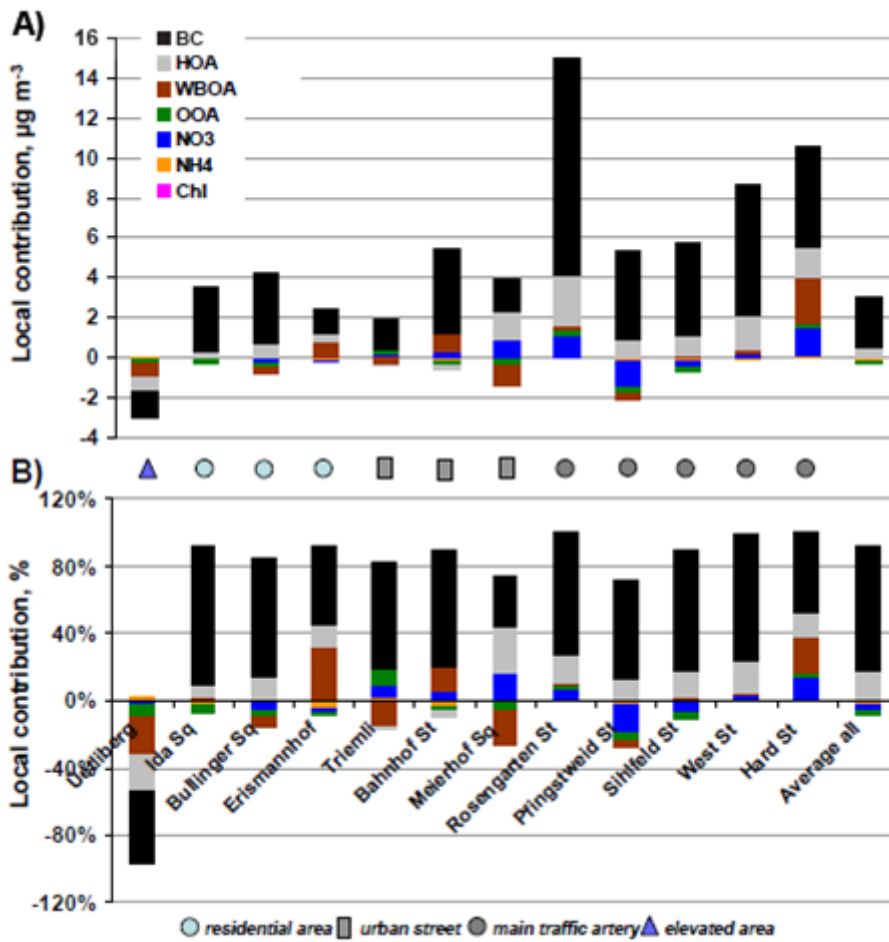 A)
Local contribution, µg m⁻³
16
14
12
10
8
6
4
2
0
-2
-4
BC
HOA
WBOA
OOA
NO3
NH4
Chl
B)
Local contribution, %
120%
80%
40%
0%
-40%
-80%
-120%
Uetliberg
Ida Sq
Bullinger Sq
Erismannhof
Triemli
Bahnhof St
Meierhof Sq
Rosengarten St
Pfingstweid St
Sihlfeld St
West St
Hard St
Average all
residential area urban street main traffic artery elevated area